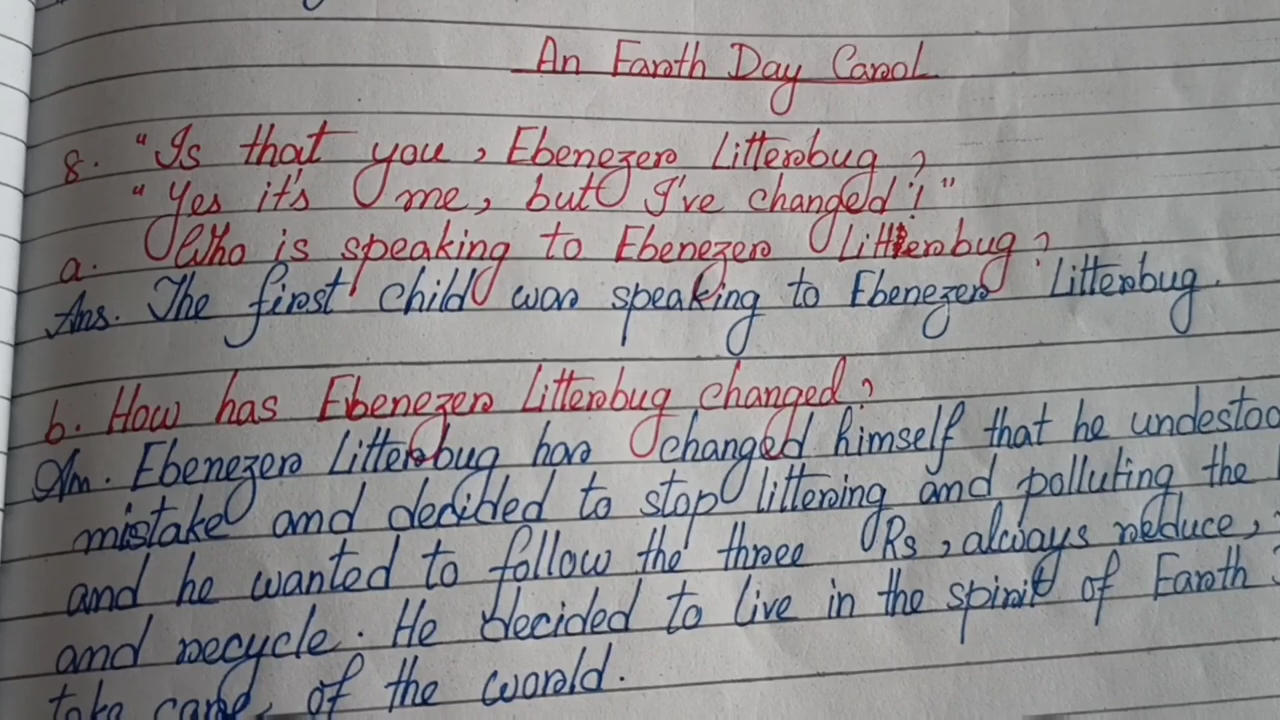 An Earth Day Carol
8. "Is that you, Ebenezer Litterbug?
"Yes it's me, but I've changed!"
a. Who is speaking to Ebenezer Litterbug?
Ans. The first child was speaking to Ebenezer Litterbug.
b. How has Ebenezer Litterbug changed?
Ans. Ebenezer Litterbug has changed himself that he undestoo
mistake and decided to stop littering and polluting the
and he wanted to follow the three Rs, always reduce,
and recycle. He decided to live in the spirit of Earth
take care of the world.